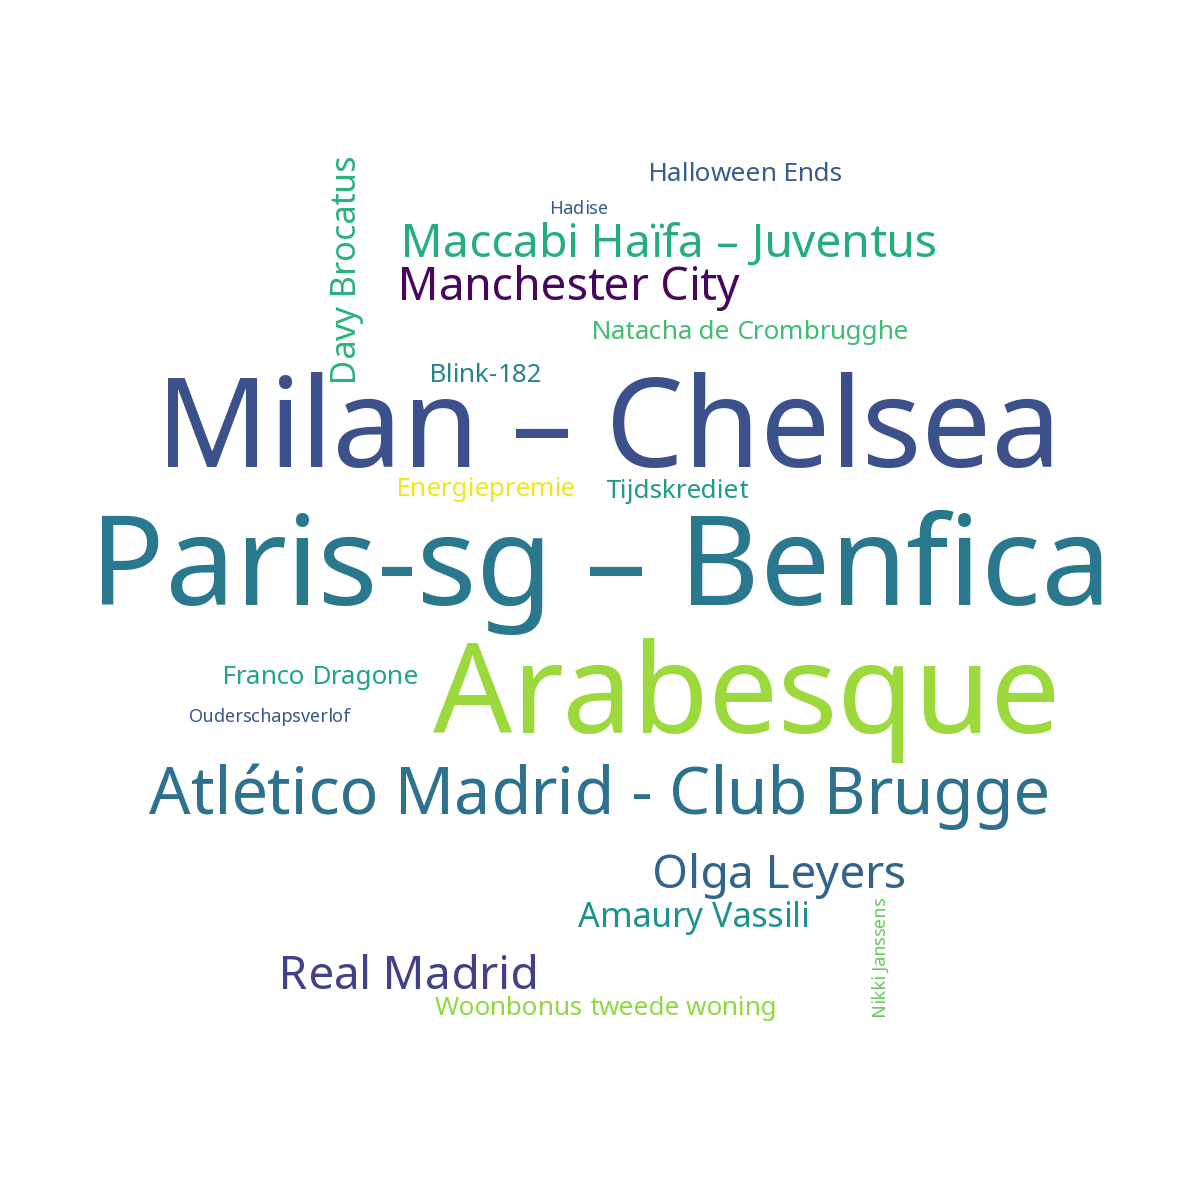 Halloween Ends
Davy Brocatus
Hadise
Maccabi Haïfa – Juventus
Manchester City
Natacha de Crombrugghe
Blink-182
Milan – Chelsea
Energiepremie
Tijdskrediet
Paris-sg – Benfica
Franco Dragone
Arabesque
Ouderschapsverlof
Atlético Madrid - Club Brugge
Olga Leyers
Amaury Vassili
Nikki Janssens
Real Madrid
Woonbonus tweede woning